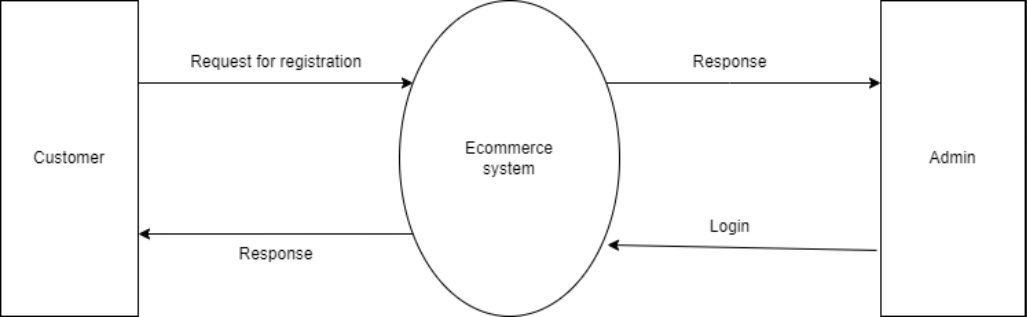 Request for registration
Response
Customer
Ecommerce
system
Admin
Login
Response